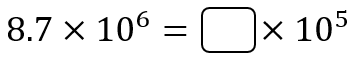 8.7 × 10⁶ = □ × 10⁵